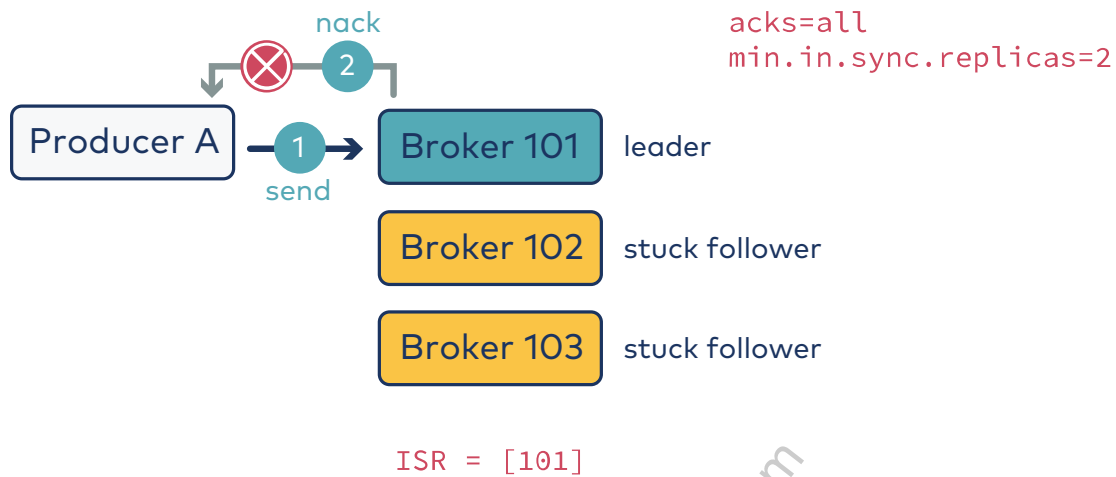 nack
acks=all
min.in.sync.replicas=2
2
Producer A
1
Broker 101
leader
send
Broker 102
stuck follower
Broker 103
stuck follower
ISR = [101]